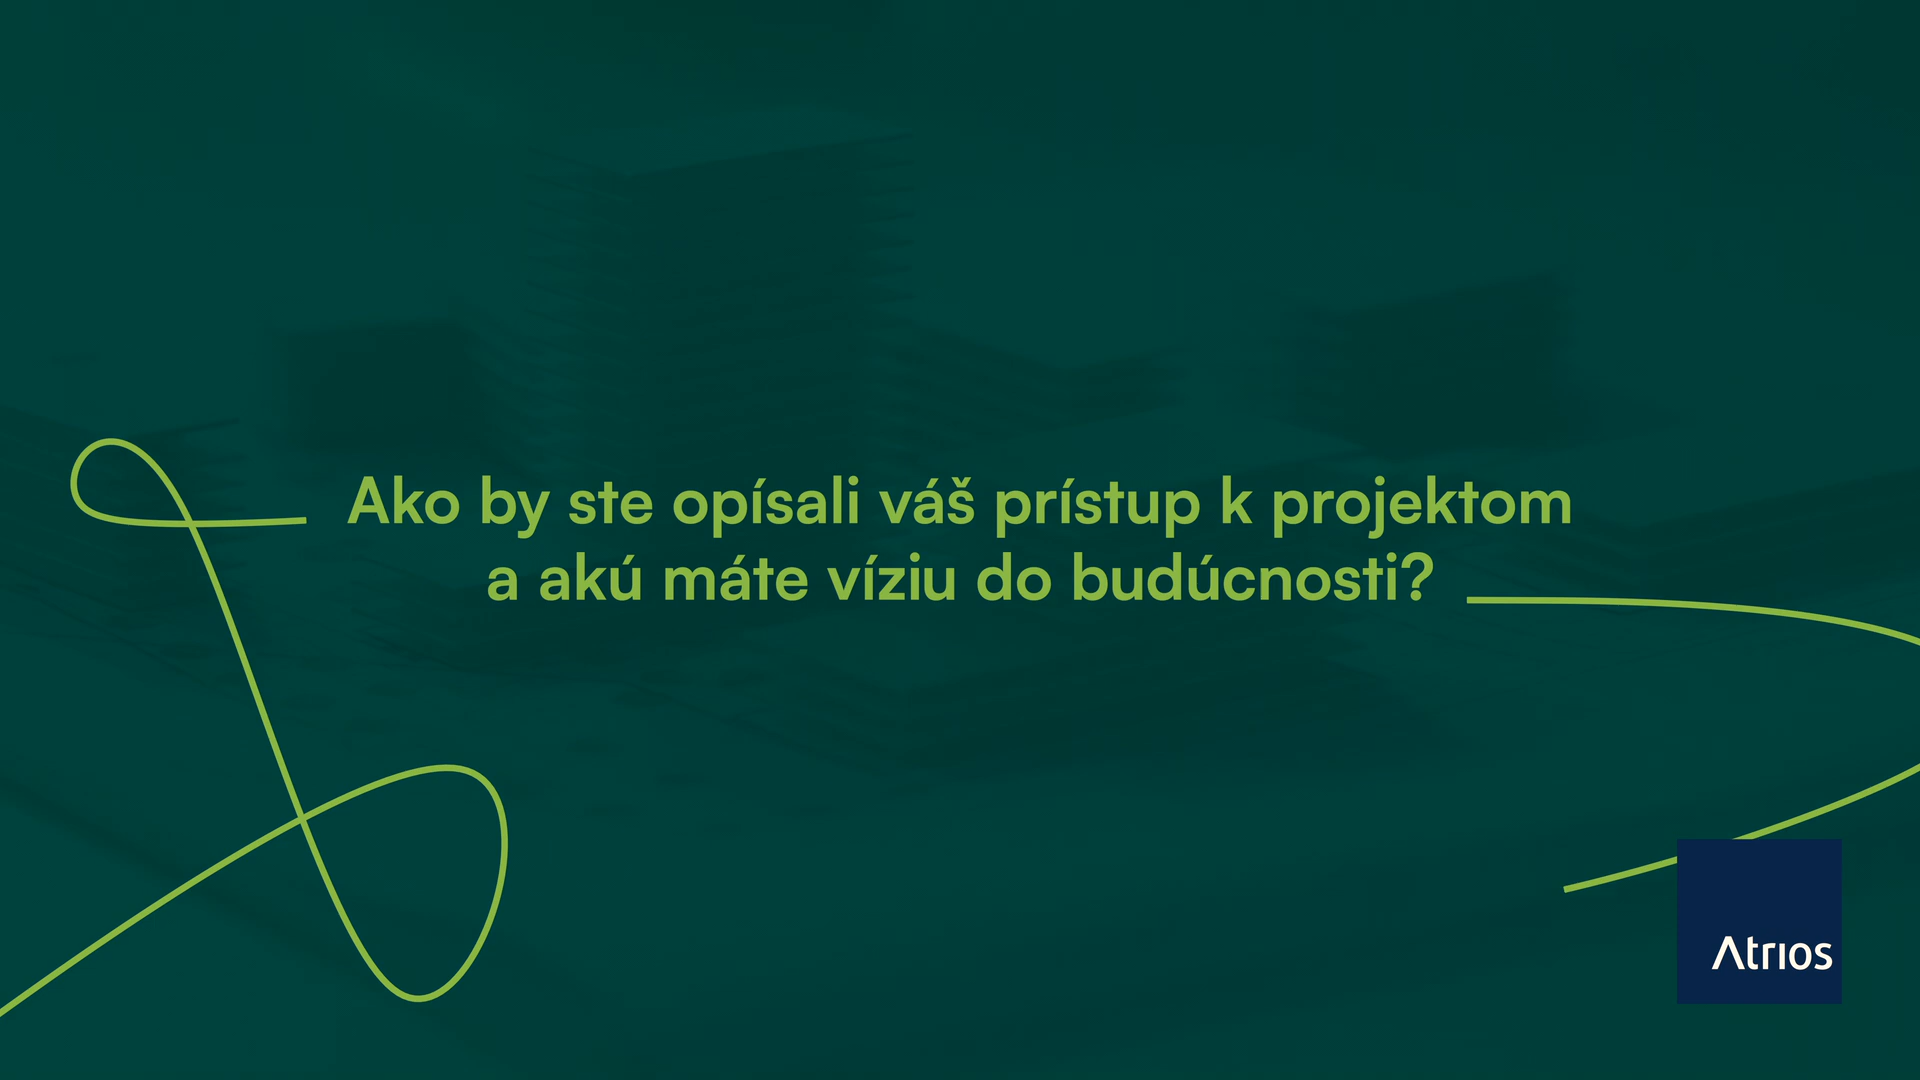 Ako by ste opísali váš prístup k projektom
a akú máte víziu do budúcnosti?
Atrios